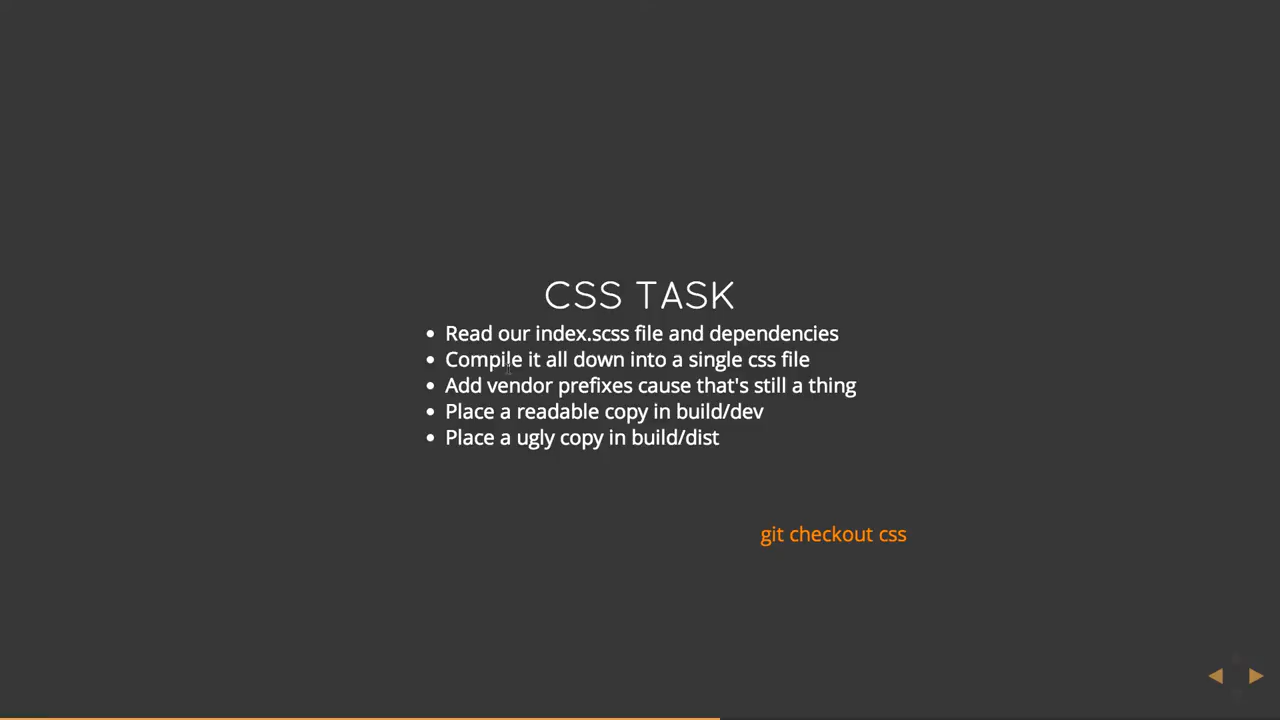 CSS TASK
Read our index.scss file and dependencies
Compile it all down into a single css file
Add vendor prefixes cause that's still a thing
Place a readable copy in build/dev
Place a ugly copy in build/dist
git checkout css